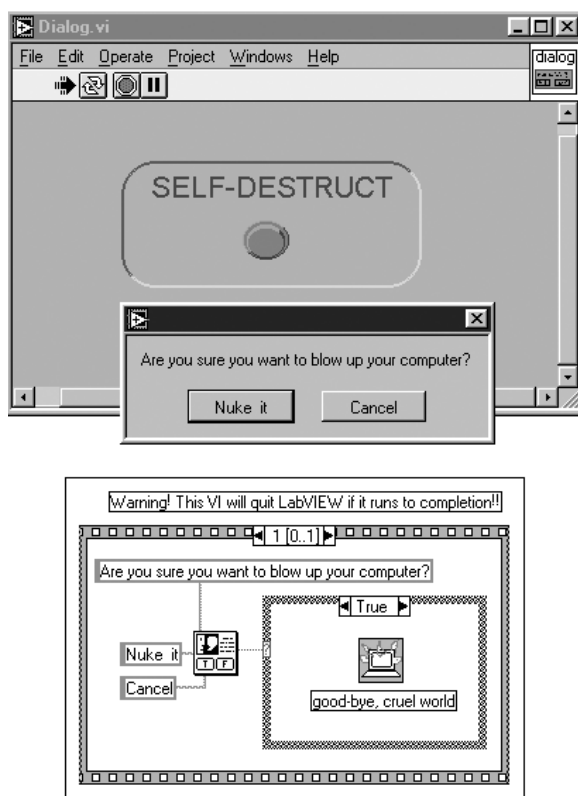 Dialog.vi
File Edit Operate Project Windows Help
dialog
SELF-DESTRUCT
Are you sure you want to blow up your computer?
Nuke it Cancel
Warning! This VI will quit LabVIEW if it runs to completion!!
1 [0..1]
Are you sure you want to blow up your computer?
True
Nuke it
T F
?
Cancel
good-bye, cruel world